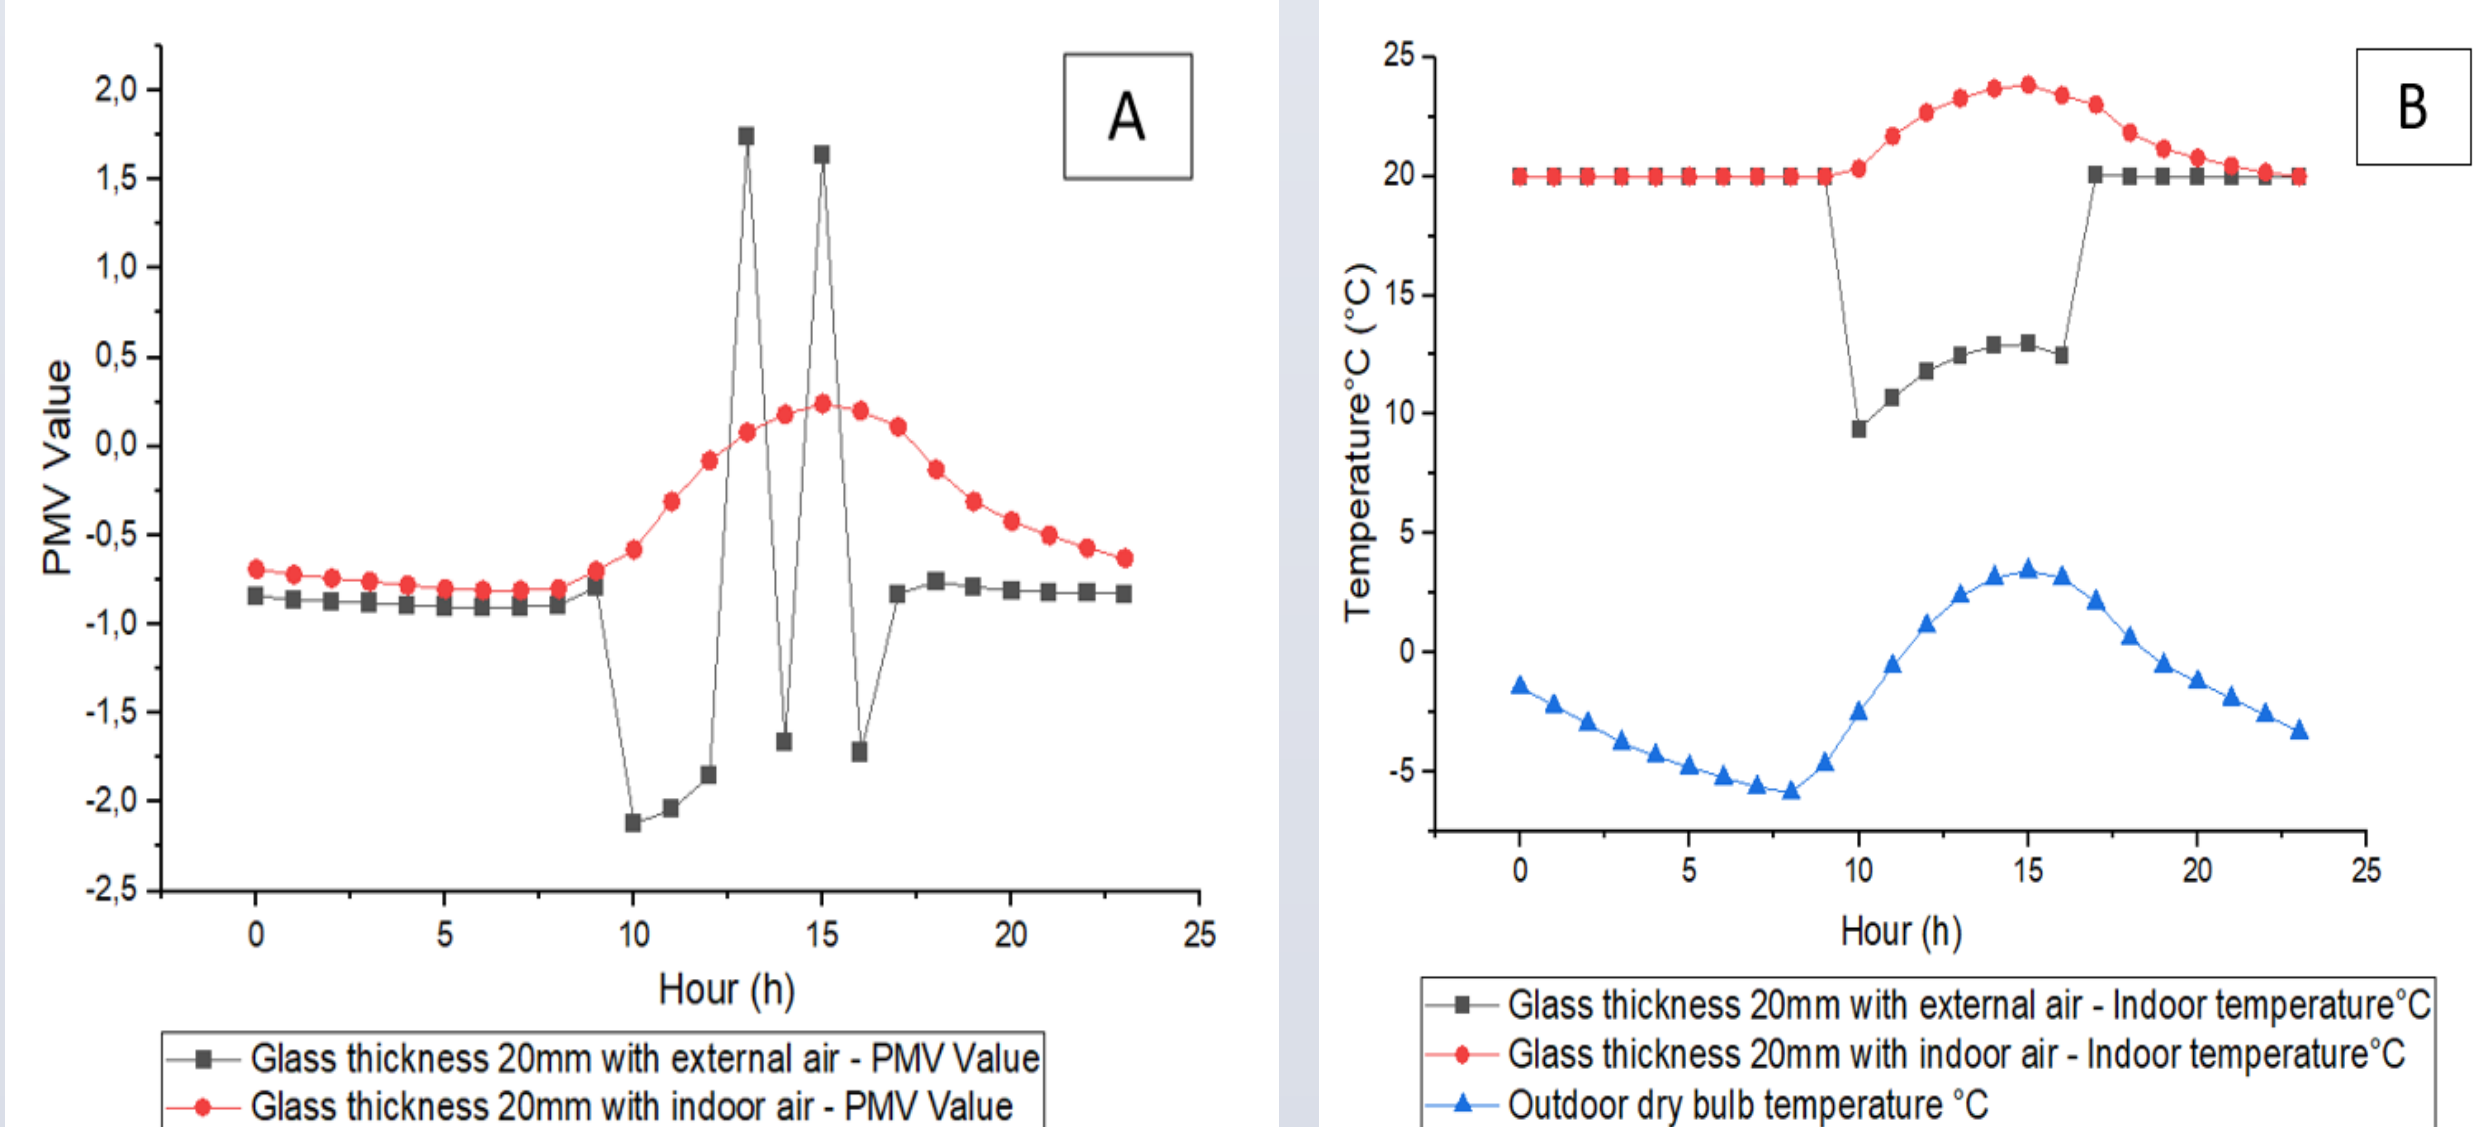 A
PMV Value
2,0
1,5
1,0
0,5
0,0
-0,5
-1,0
-1,5
-2,0
-2,5
0 5 10 15 20 25
Hour (h)
Glass thickness 20mm with external air - PMV Value
Glass thickness 20mm with indoor air - PMV Value
B
Temperature°C (°C)
25
20
15
10
5
0
-5
0 5 10 15 20 25
Hour (h)
Glass thickness 20mm with external air - Indoor temperature°C
Glass thickness 20mm with indoor air - Indoor temperature°C
Outdoor dry bulb temperature °C